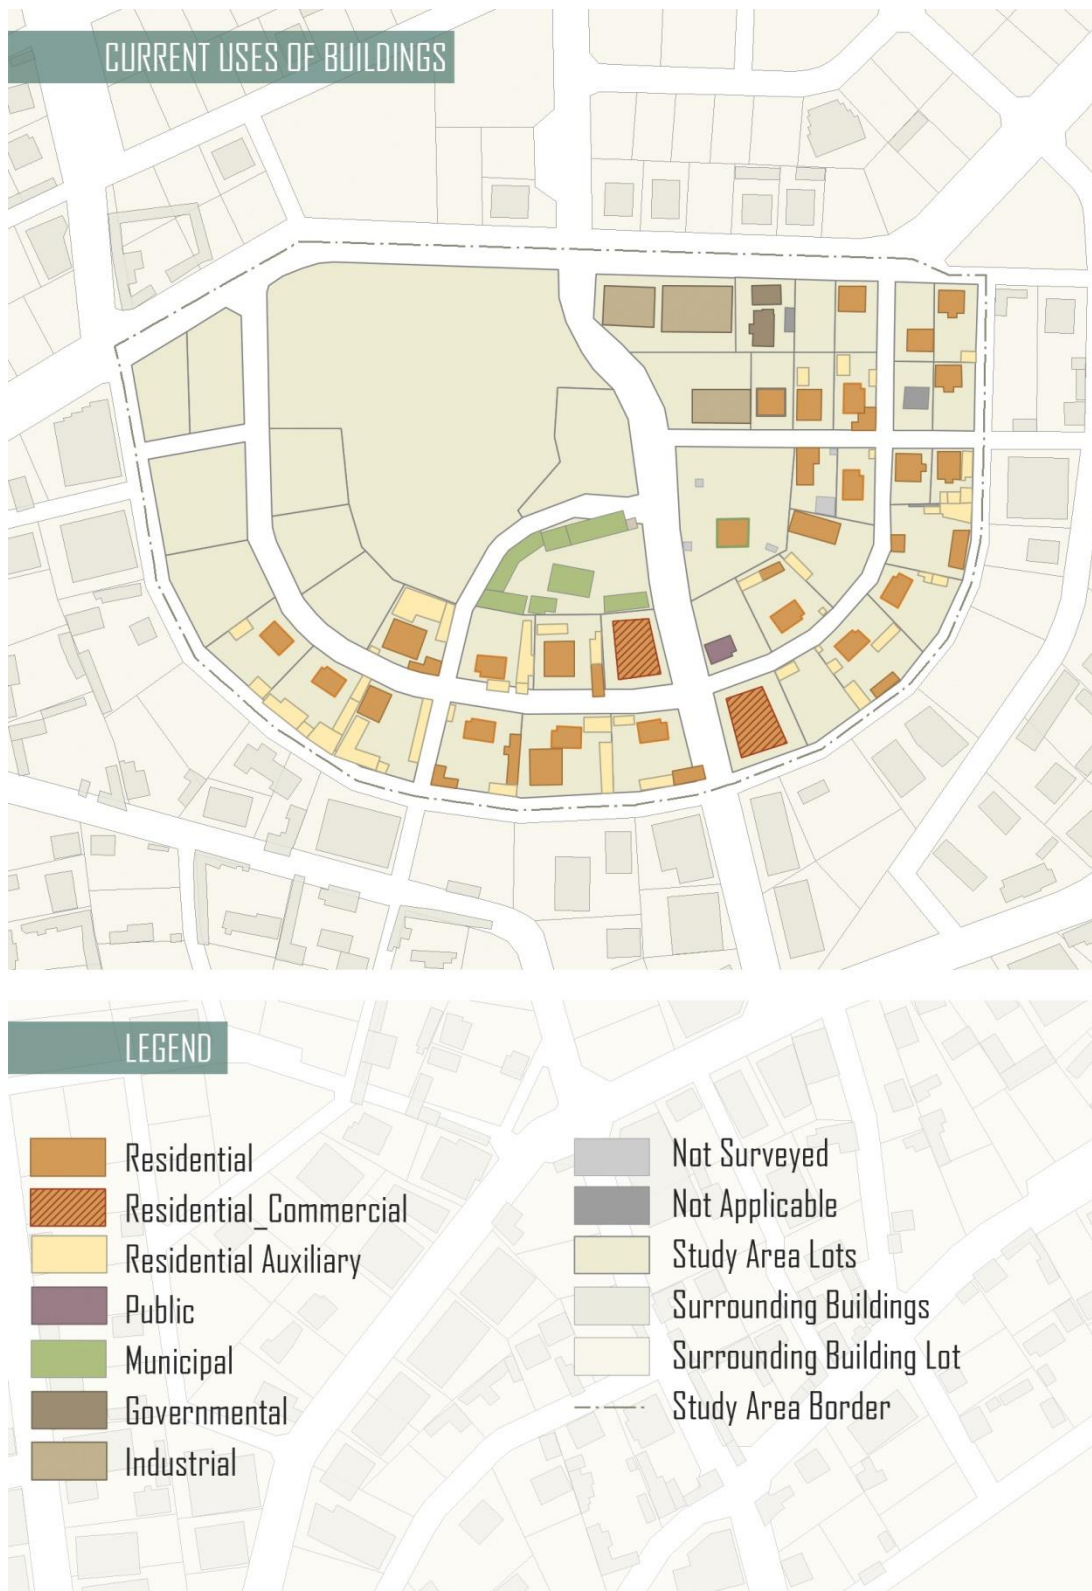 CURRENT USES OF BUILDINGS
LEGEND
Residential
Residential_Commercial
Residential Auxiliary
Public
Municipal
Governmental
Industrial
Not Surveyed
Not Applicable
Study Area Lots
Surrounding Buildings
Surrounding Building Lot
Study Area Border